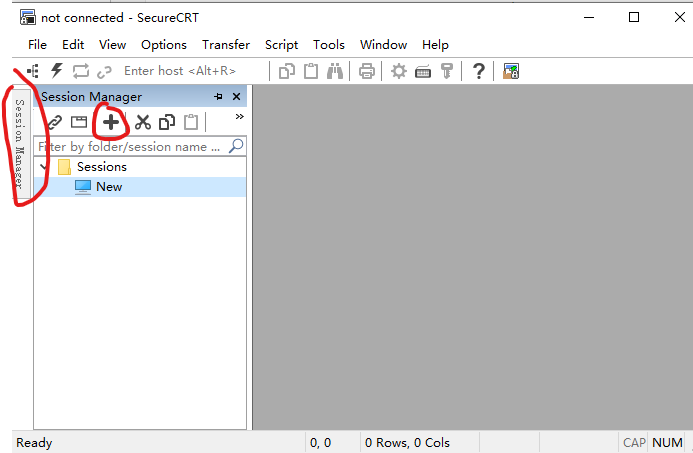 not connected - SecureCRT
File Edit View Options Transfer Script Tools Window Help
Enter host <Alt+R>
Session Manager
Session Manager
Filter by folder/session name ...
Sessions
New
Ready 0, 0 0 Rows, 0 Cols CAP NUM